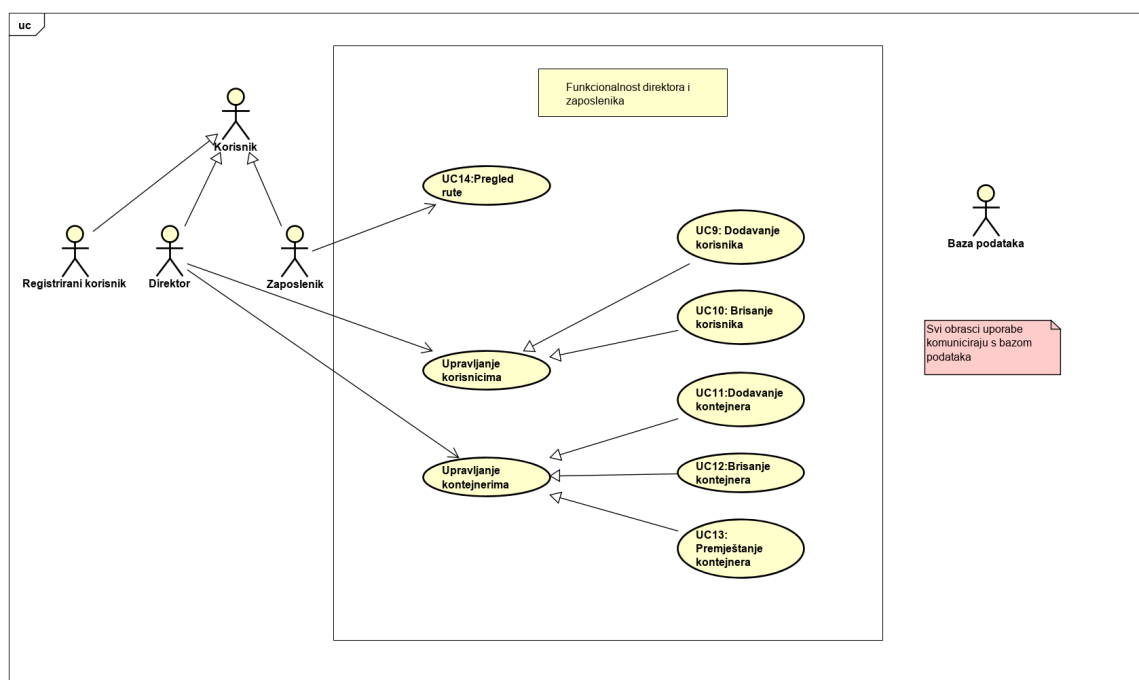 uc
Funkcionalnost direktora i
zaposlenika
Korisnik
UC14:Pregled
rute
UC9: Dodavanje
korisnika
Baza podataka
Registrirani korisnik
Direktor
Zaposlenik
UC10: Brisanje
korisnika
Svi obrasci uporabe
komuniciraju s bazom
podataka
Upravljanje
korisnicima
UC11:Dodavanje
kontejnera
Upravljanje
kontejnerima
UC12:Brisanje
kontejnera
UC13:
Premještanje
kontejnera